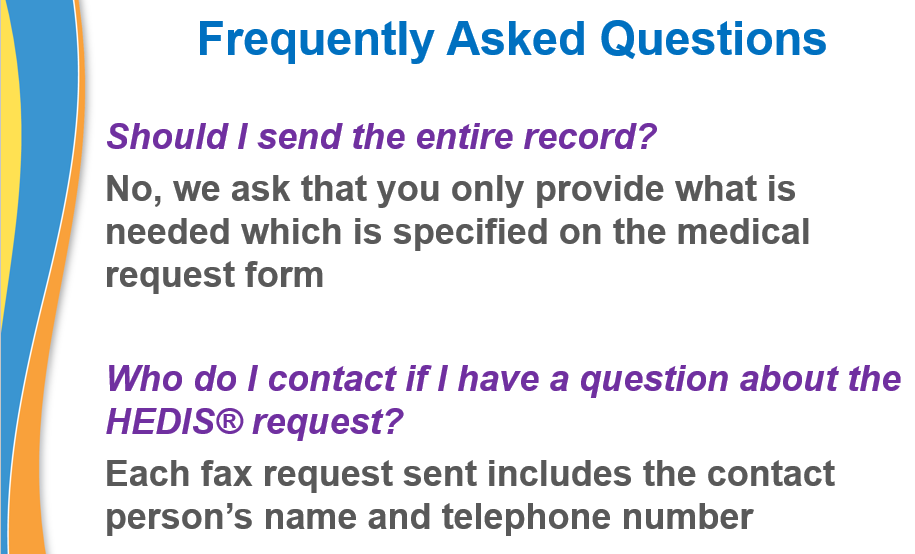 Frequently Asked Questions
Should I send the entire record?
No, we ask that you only provide what is
needed which is specified on the medical
request form
Who do I contact if I have a question about the
HEDIS® request?
Each fax request sent includes the contact
person’s name and telephone number